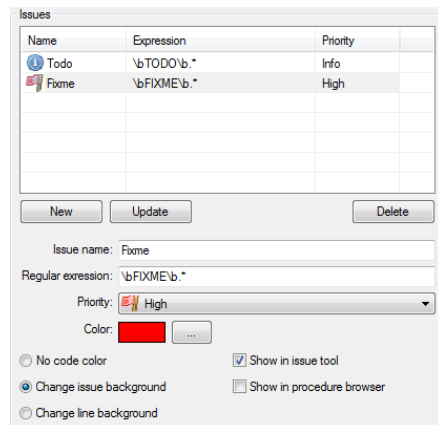 Issues
Name Expression Priority
Todo \bTODO\b.* Info
Fixme \bFIXME\b.* High
New Update Delete
Issue name: Fixme
Regular exression: \bFIXME\b.*
Priority: High
Color: ...
No code color Show in issue tool
Change issue background Show in procedure browser
Change line background